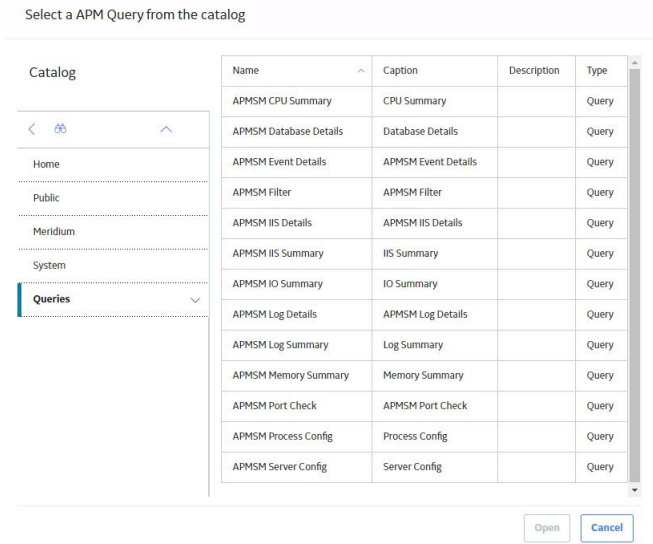 Select a APM Query from the catalog
Catalog
Home
Public
Meridium
System
Queries
Name Caption Description Type
APMSM CPU Summary CPU Summary Query
APMSM Database Details Database Details Query
APMSM Event Details APMSM Event Details Query
APMSM Filter APMSM Filter Query
APMSM IIS Details APMSM IIS Details Query
APMSM IIS Summary IIS Summary Query
APMSM IO Summary IO Summary Query
APMSM Log Details APMSM Log Details Query
APMSM Log Summary Log Summary Query
APMSM Memory Summary Memory Summary Query
APMSM Port Check APMSM Port Check Query
APMSM Process Config Process Config Query
APMSM Server Config Server Config Query
Open Cancel